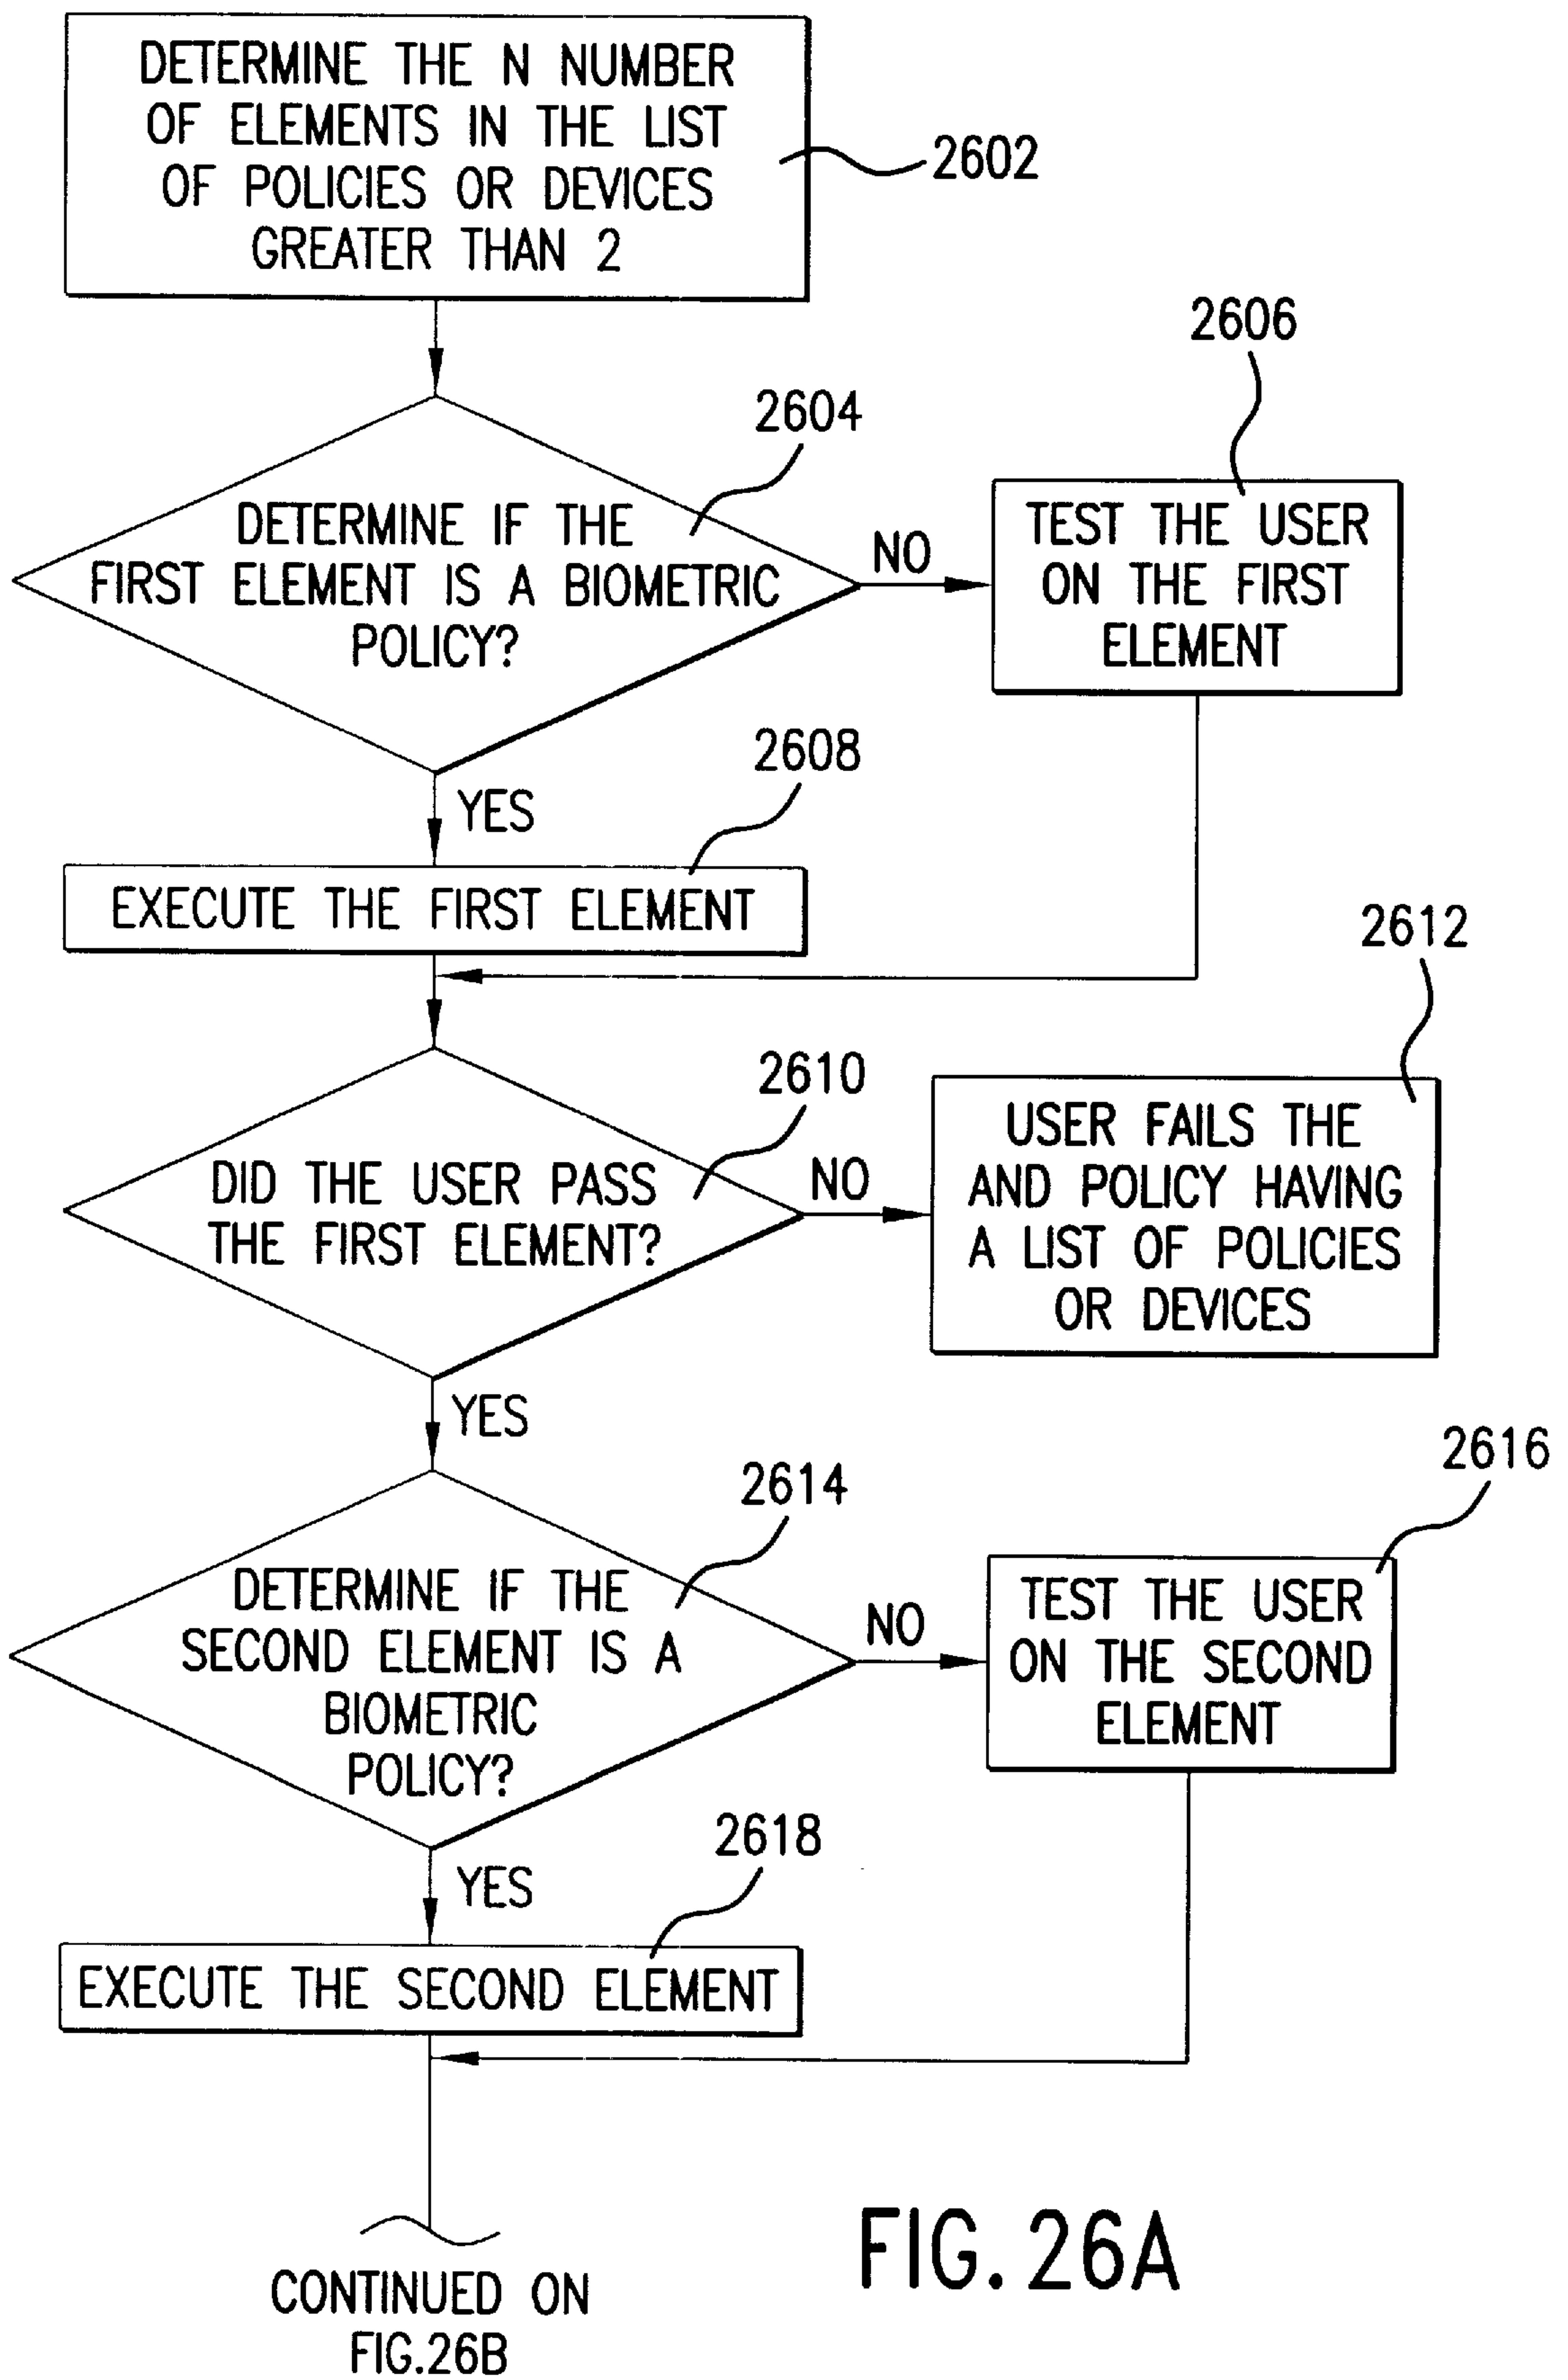 DETERMINE THE N NUMBER
OF ELEMENTS IN THE LIST
OF POLICIES OR DEVICES
GREATER THAN 2
2602
2604
DETERMINE IF THE
FIRST ELEMENT IS A BIOMETRIC
POLICY?
NO
2606
TEST THE USER
ON THE FIRST
ELEMENT
YES
2608
EXECUTE THE FIRST ELEMENT
2610
DID THE USER PASS
THE FIRST ELEMENT?
NO
2612
USER FAILS THE
AND POLICY HAVING
A LIST OF POLICIES
OR DEVICES
YES
2614
DETERMINE IF THE
SECOND ELEMENT IS A
BIOMETRIC
POLICY?
NO
2616
TEST THE USER
ON THE SECOND
ELEMENT
YES
2618
EXECUTE THE SECOND ELEMENT
CONTINUED ON
FIG.26B
FIG. 26A